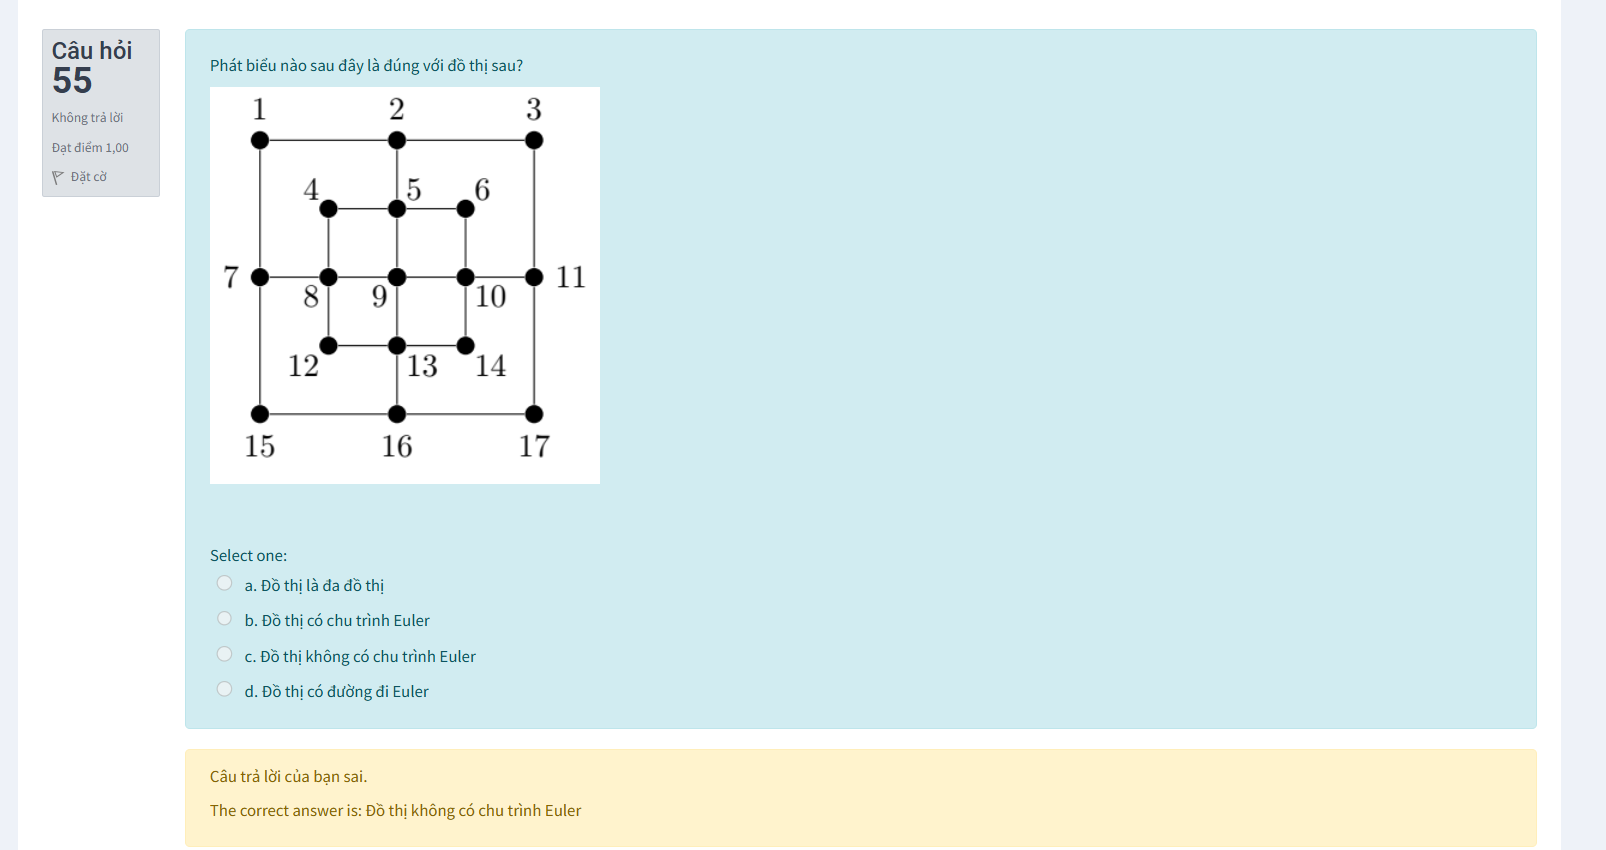 Câu hỏi
55
Không trả lời
Đạt điểm 1,00
Đặt cờ
Phát biểu nào sau đây là đúng với đồ thị sau?
1 2 3
4 5 6
7 11
8 9 10
12 13 14
15 16 17
Select one:
a. Đồ thị là đa đồ thị
b. Đồ thị có chu trình Euler
c. Đồ thị không có chu trình Euler
d. Đồ thị có đường đi Euler
Câu trả lời của bạn sai.
The correct answer is: Đồ thị không có chu trình Euler